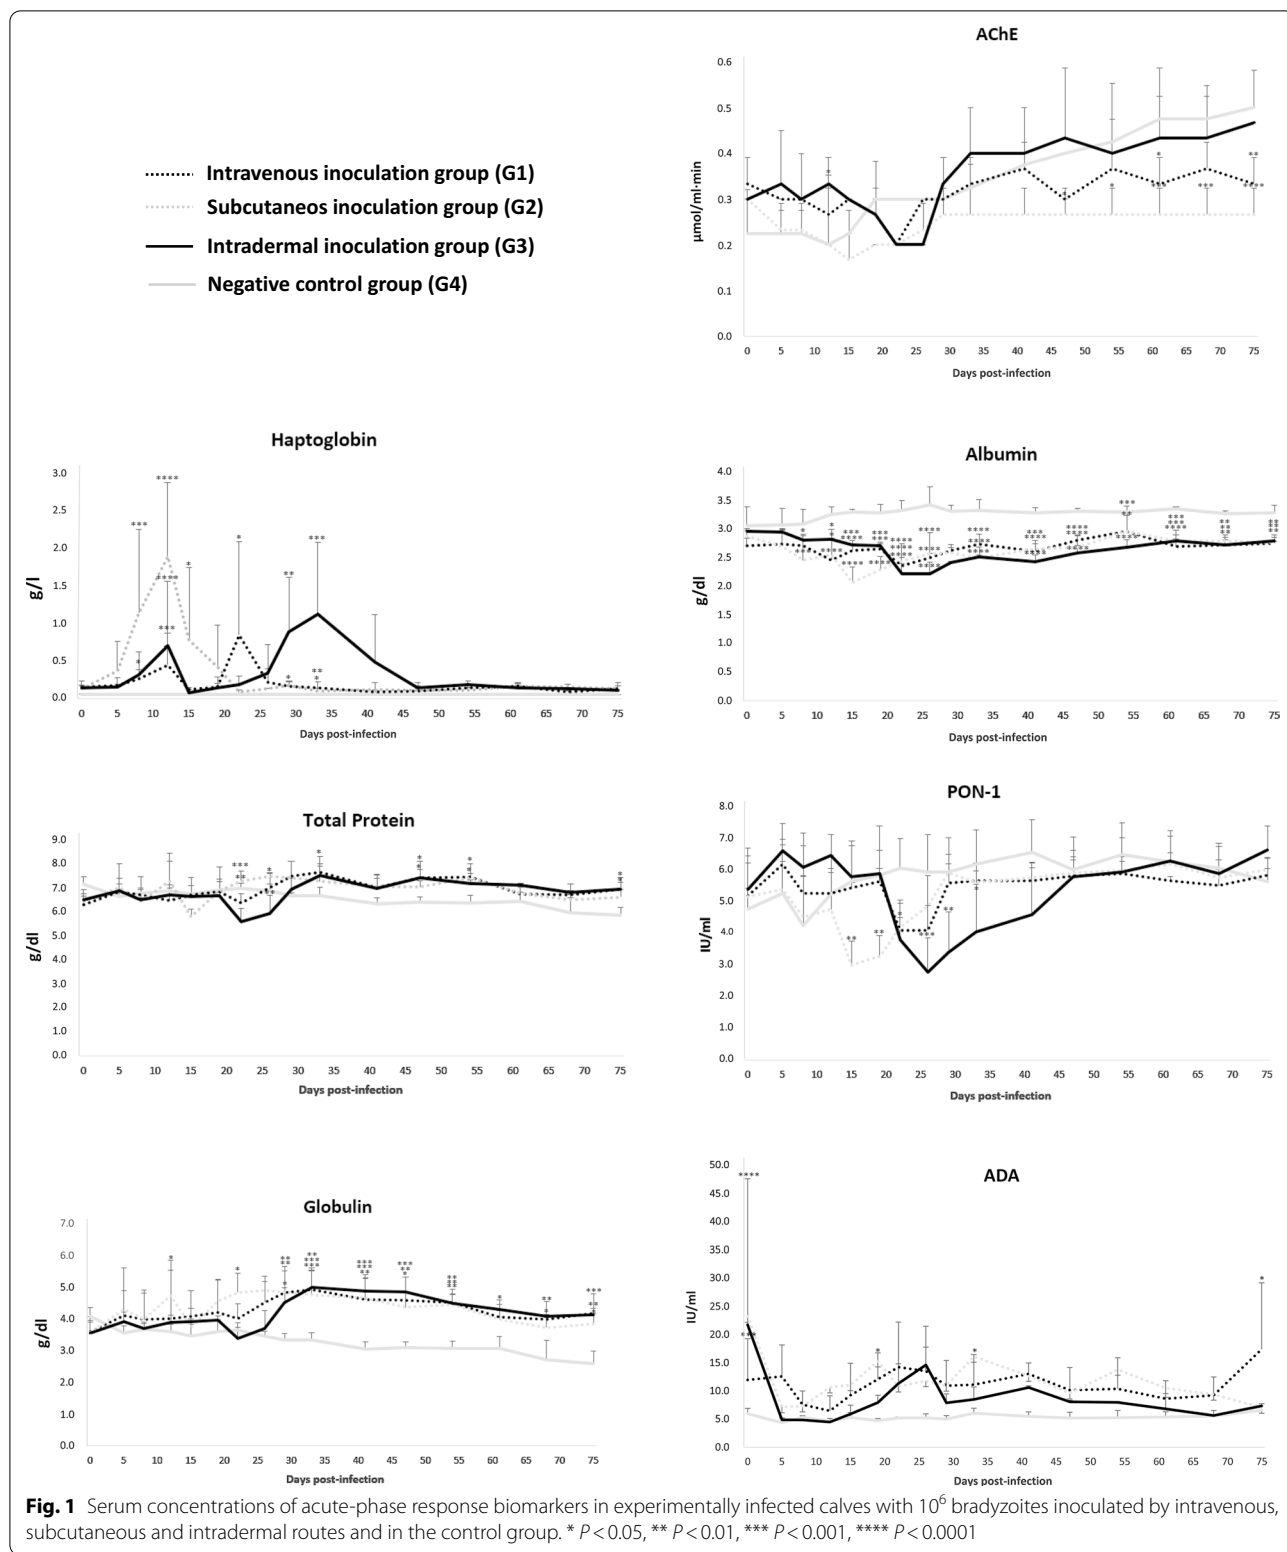 AChE
0.6
0.5
0.4
0.3
0.2
0.1
0.0
µmol/ml·min
0 5 10 15 20 25 30 35 40 45 50 55 60 65 70 75
Days post-infection
Intravenous inoculation group (G1)
Subcutaneos inoculation group (G2)
Intradermal inoculation group (G3)
Negative control group (G4)
Haptoglobin
3.0
2.5
2.0
1.5
1.0
0.5
0.0
g/l
0 5 10 15 20 25 30 35 40 45 50 55 60 65 70 75
Days post-infection
Albumin
4.0
3.5
3.0
2.5
2.0
1.5
1.0
0.5
0.0
g/dl
0 5 10 15 20 25 30 35 40 45 50 55 60 65 70 75
Days post-infection
Total Protein
9.0
8.0
7.0
6.0
5.0
4.0
3.0
2.0
1.0
0.0
g/dl
0 5 10 15 20 25 30 35 40 45 50 55 60 65 70 75
Days post-infection
PON-1
8.0
7.0
6.0
5.0
4.0
3.0
2.0
1.0
0.0
IU/ml
0 5 10 15 20 25 30 35 40 45 50 55 60 65 70 75
Days post-infection
Globulin
7.0
6.0
5.0
4.0
3.0
2.0
1.0
0.0
g/dl
0 5 10 15 20 25 30 35 40 45 50 55 60 65 70 75
Days post-infection
ADA
50.0
45.0
40.0
35.0
30.0
25.0
20.0
15.0
10.0
5.0
0.0
IU/ml
0 5 10 15 20 25 30 35 40 45 50 55 60 65 70 75
Days post-infection
Fig. 1 Serum concentrations of acute-phase response biomarkers in experimentally infected calves with 10⁶ bradyzoites inoculated by intravenous,
subcutaneous and intradermal routes and in the control group. * P < 0.05, ** P < 0.01, *** P < 0.001, **** P < 0.0001